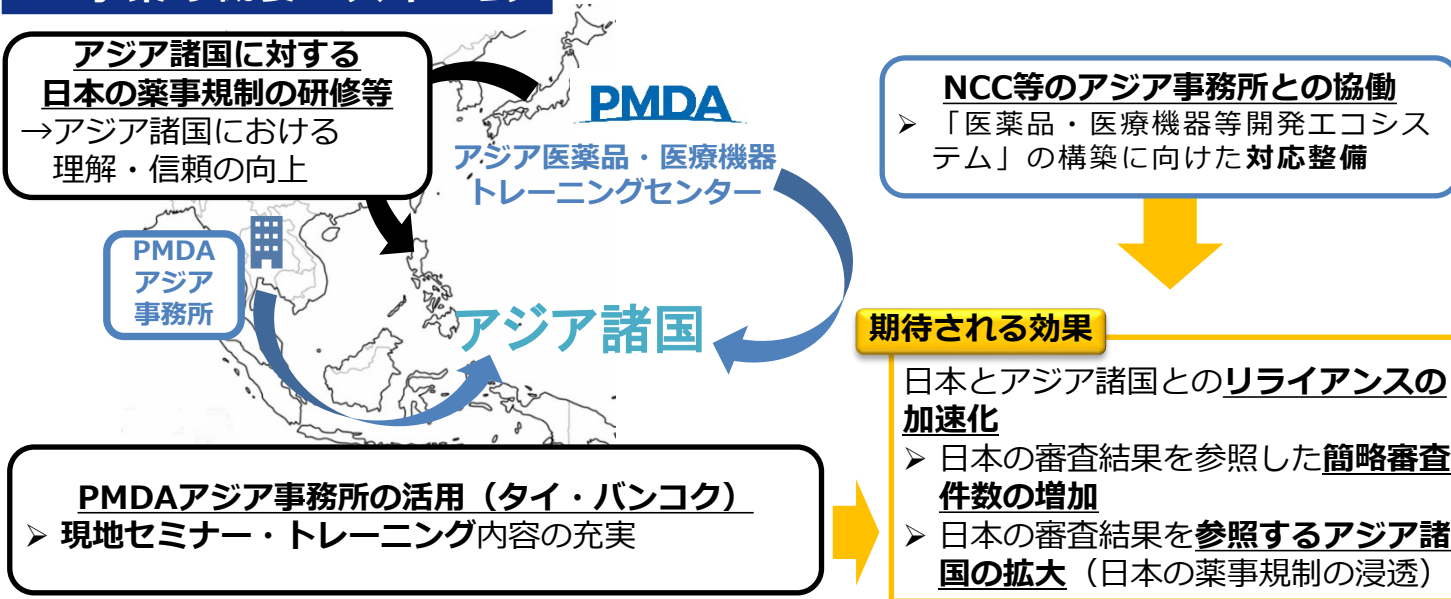 アジア諸国に対する
日本の薬事規制の研修等
→アジア諸国における
理解・信頼の向上
PMDA
アジア医薬品・医療機器
トレーニングセンター
NCC等のアジア事務所との協働
➢ 「医薬品・医療機器等開発エコシス
テム」の構築に向けた対応整備
PMDA
アジア
事務所
アジア諸国
期待される効果
日本とアジア諸国とのリライアンスの
加速化
➢ 日本の審査結果を参照した簡略審査
件数の増加
➢ 日本の審査結果を参照するアジア諸
国の拡大（日本の薬事規制の浸透）
PMDAアジア事務所の活用（タイ・バンコク）
➢ 現地セミナー・トレーニング内容の充実